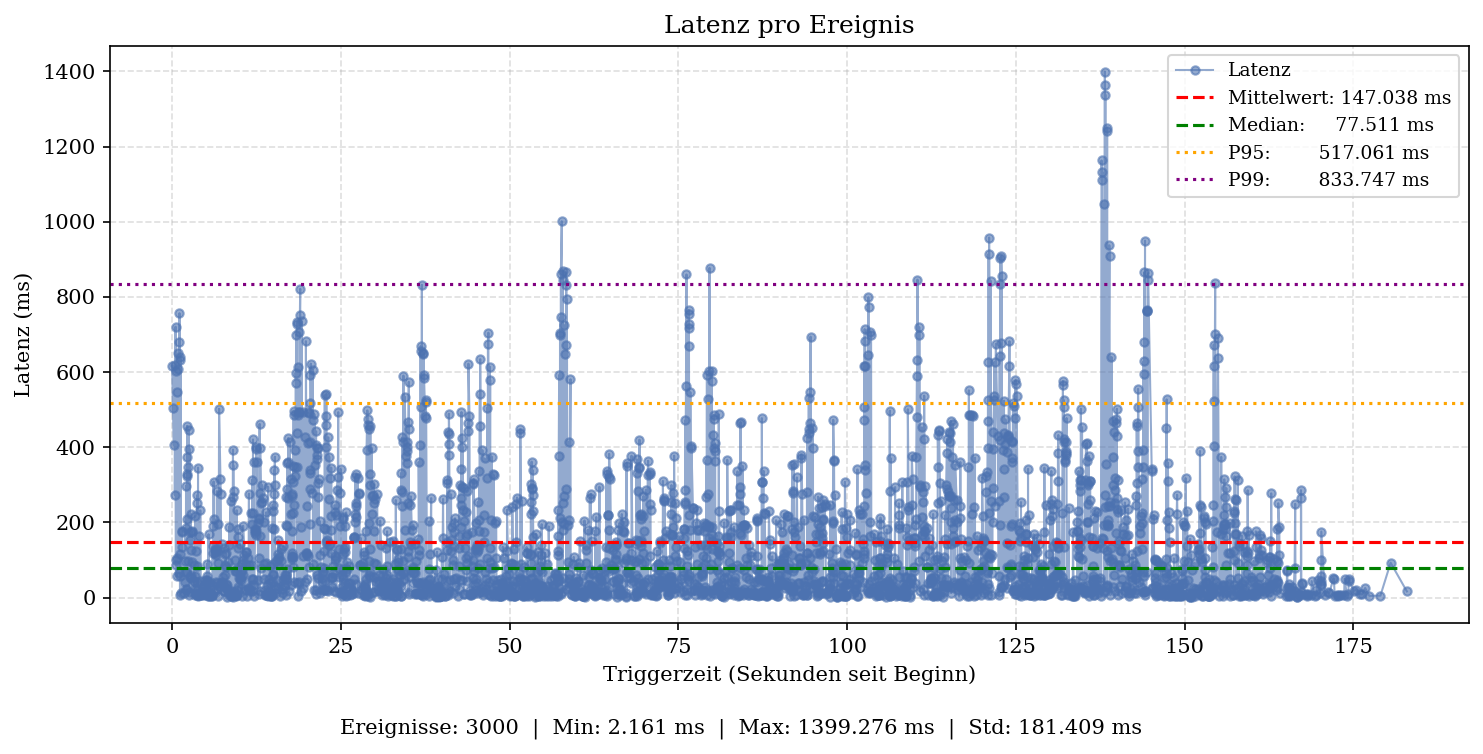 Latenz pro Ereignis
Latenz (ms)
1400
1200
1000
800
600
400
200
0
Latenz
Mittelwert: 147.038 ms
Median: 77.511 ms
P95: 517.061 ms
P99: 833.747 ms
0 25 50 75 100 125 150 175
Triggerzeit (Sekunden seit Beginn)
Ereignisse: 3000 | Min: 2.161 ms | Max: 1399.276 ms | Std: 181.409 ms